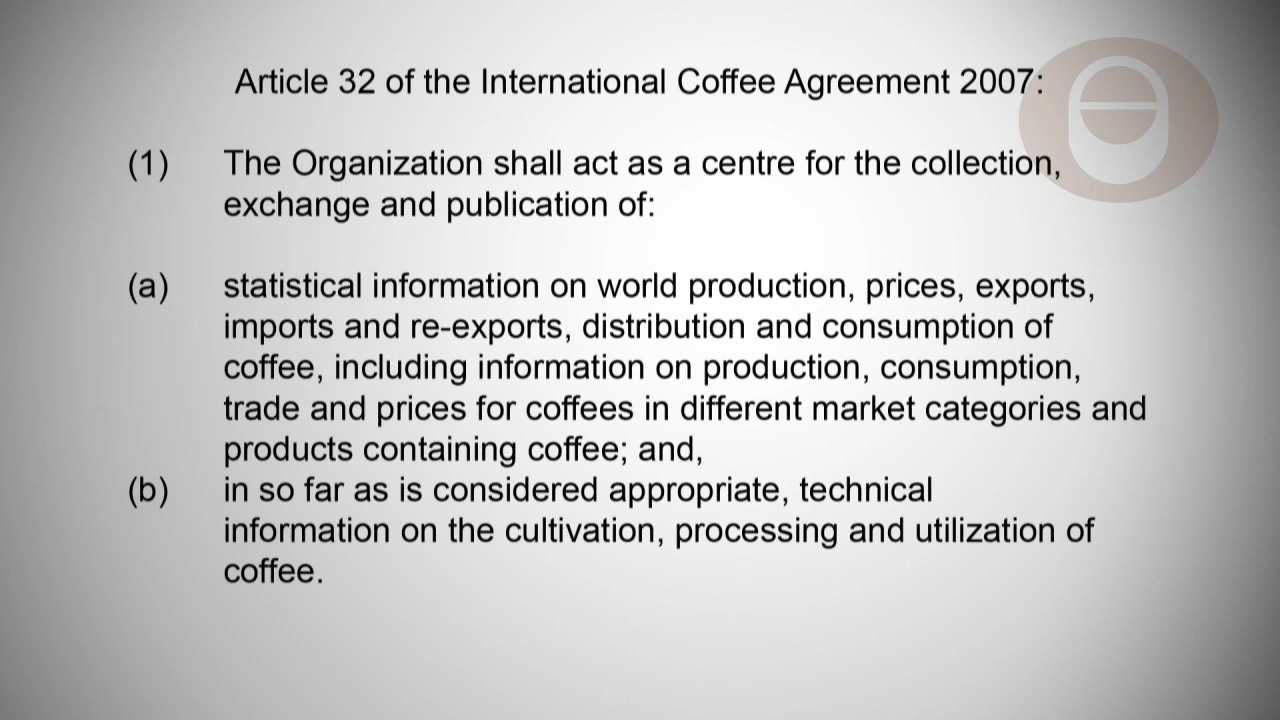 Article 32 of the International Coffee Agreement 2007:
(1) The Organization shall act as a centre for the collection,
exchange and publication of:
(a) statistical information on world production, prices, exports,
imports and re-exports, distribution and consumption of
coffee, including information on production, consumption,
trade and prices for coffees in different market categories and
products containing coffee; and,
(b) in so far as is considered appropriate, technical
information on the cultivation, processing and utilization of
coffee.